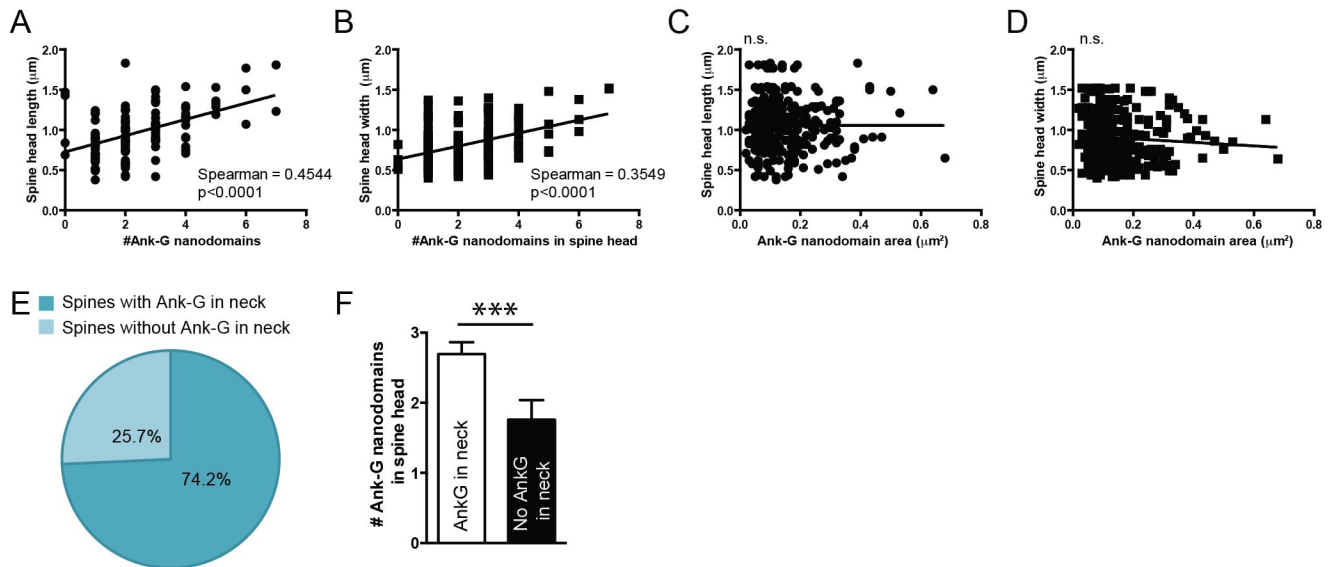 A
Spine head length (μm)
2.0
1.5
1.0
0.5
0.0
0
2
4
6
8
Spearman = 0.4544
p<0.0001
#Ank-G nanodomains
B
Spine head width (μm)
2.0
1.5
1.0
0.5
0.0
0
2
4
6
8
Spearman = 0.3549
p<0.0001
#Ank-G nanodomains in spine head
C
n.s.
Spine head length (μm)
2.0
1.5
1.0
0.5
0.0
0.0
0.2
0.4
0.6
0.8
Ank-G nanodomain area (μm²)
D
n.s.
Spine head width (μm)
2.0
1.5
1.0
0.5
0.0
0.0
0.2
0.4
0.6
0.8
Ank-G nanodomain area (μm²)
E
Spines with Ank-G in neck
Spines without Ank-G in neck
25.7%
74.2%
F
***
# Ank-G nanodomains
in spine head
3
2
1
0
AnkG in neck
No AnkG
in neck